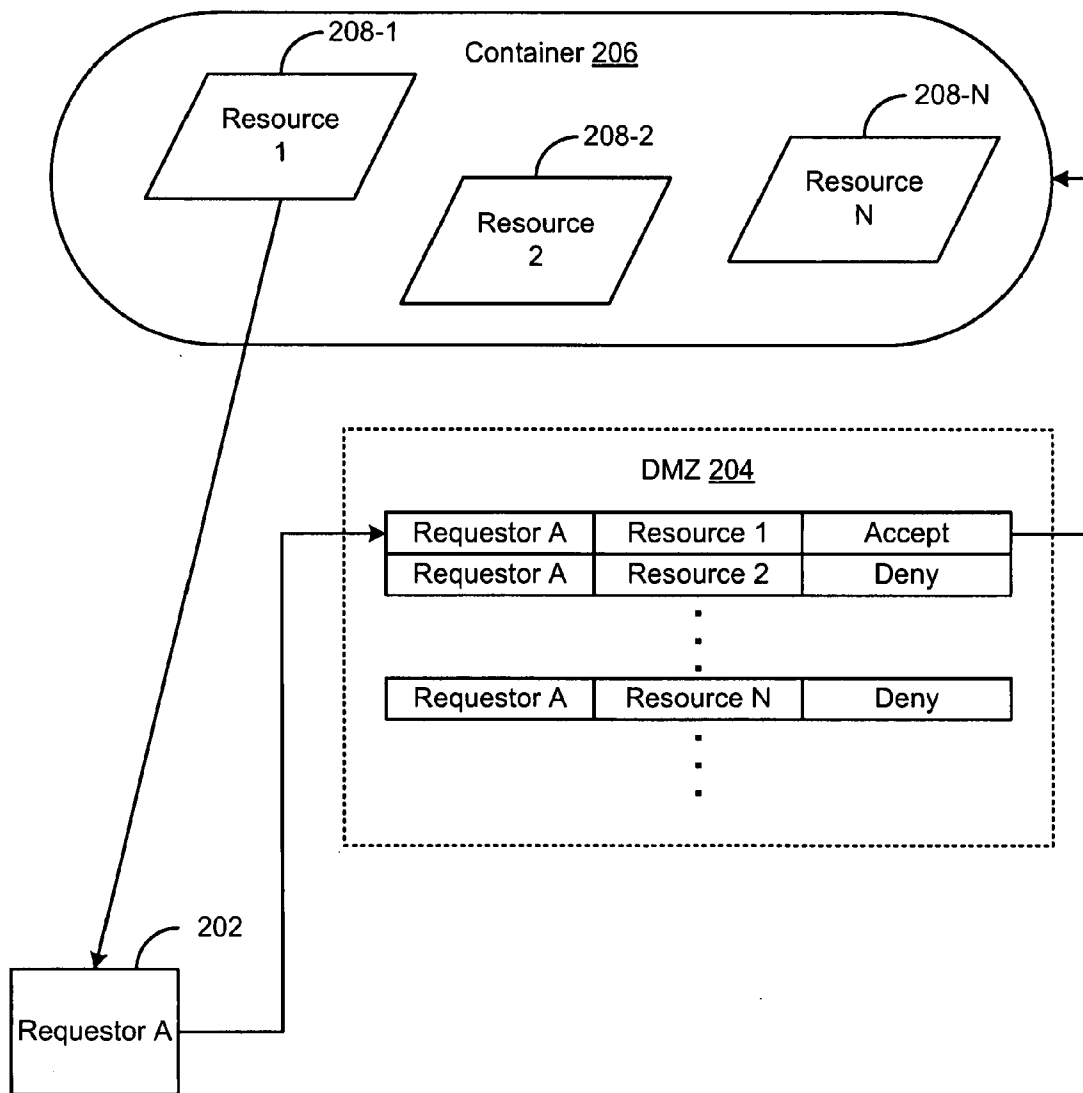 208-1
Container 206
Resource
1
208-2
Resource
2
208-N
Resource
N
DMZ 204
Requestor A Resource 1 Accept
Requestor A Resource 2 Deny
Requestor A Resource N Deny
202
Requestor A